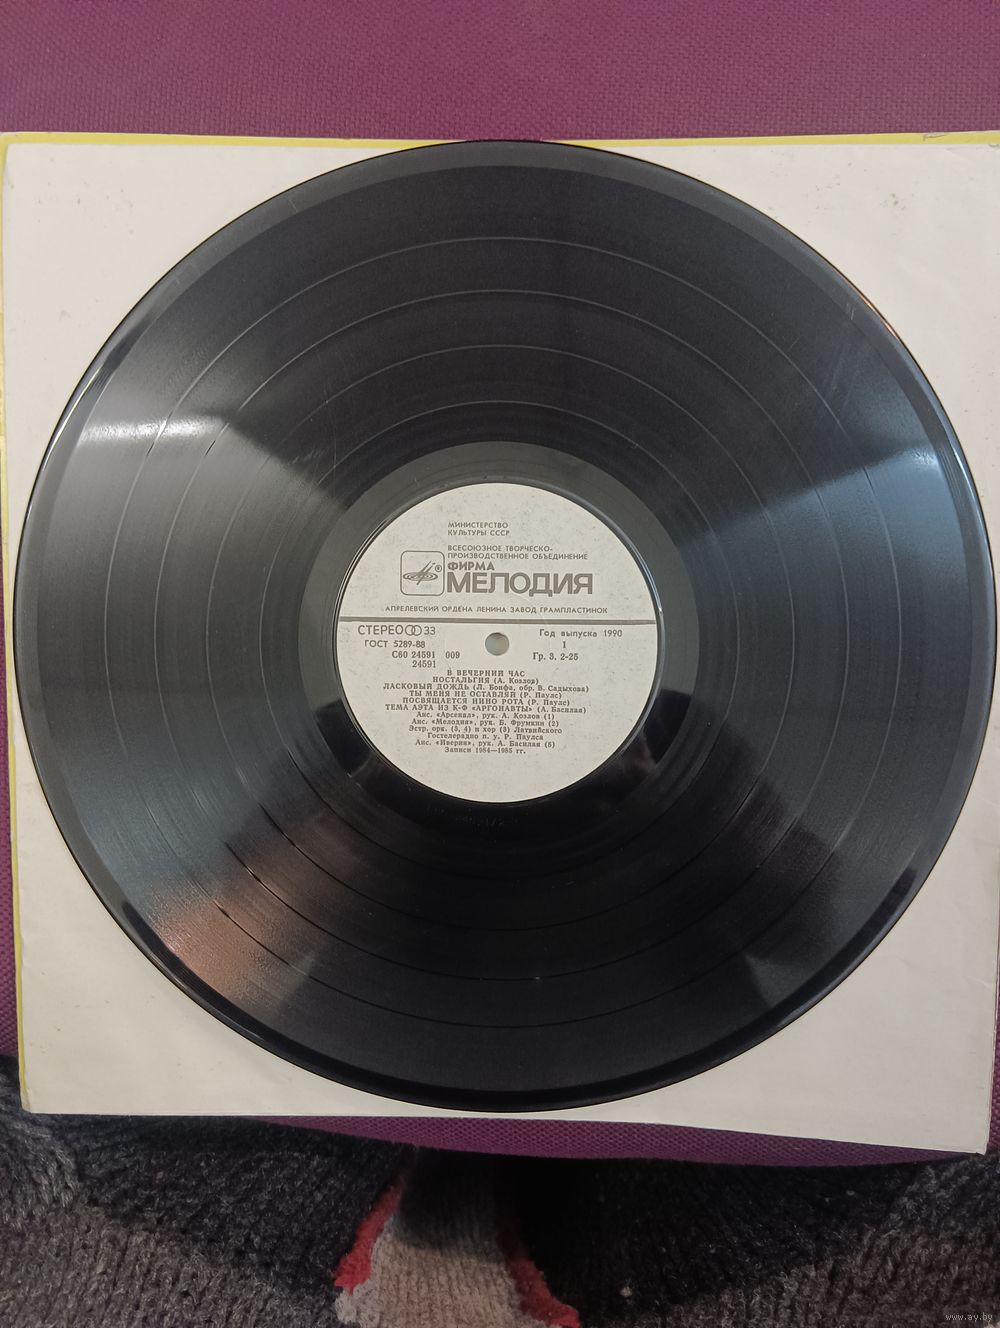 МИНИСТЕРСТВО
КУЛЬТУРЫ СССР
ВСЕСОЮЗНОЕ ТВОРЧЕСКО-
ПРОИЗВОДСТВЕННОЕ ОБЪЕДИНЕНИЕ
ФИРМА
® МЕЛОДИЯ
АПРЕЛЕВСКИЙ ОРДЕНА ЛЕНИНА ЗАВОД ГРАМПЛАСТИНОК
СТЕРЕО 33 Год выпуска 1990
ГОСТ 5289-88 1
С60 24591 009 Гр. 3. 2-25
24591
В ВЕЧЕРНИЙ ЧАС
НОСТАЛЬГИЯ (А. Козлов)
ЛАСКОВЫЙ ДОЖДЬ (Л. Бонфа, обр. В. Садыхова)
ТЫ МЕНЯ НЕ ОСТАВЛЯЙ (Р. Паулс)
ПОСВЯЩАЕТСЯ НИНО РОТА (Р. Паулс)
ТЕМА АЭТА ИЗ К-Ф «АРГОНАВТЫ» (А. Басилая)
Анс. «Арсенал», рук. А. Козлов (1)
Анс. «Мелодия», рук. Б. Фрумкин (2)
Эстр. орк. (3, 4) и хор (3) Латвийского
Гостелерадио п. у. Р. Паулса
Анс. «Иверия», рук. А. Басилая (5)
Записи 1984—1985 гг.
www.ay.by